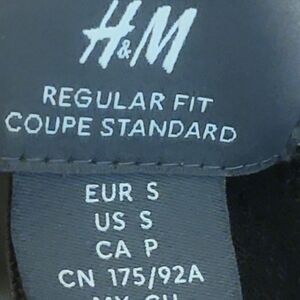 H&M
REGULAR FIT
COUPE STANDARD
EUR S
US S
CA P
CN 175/92A